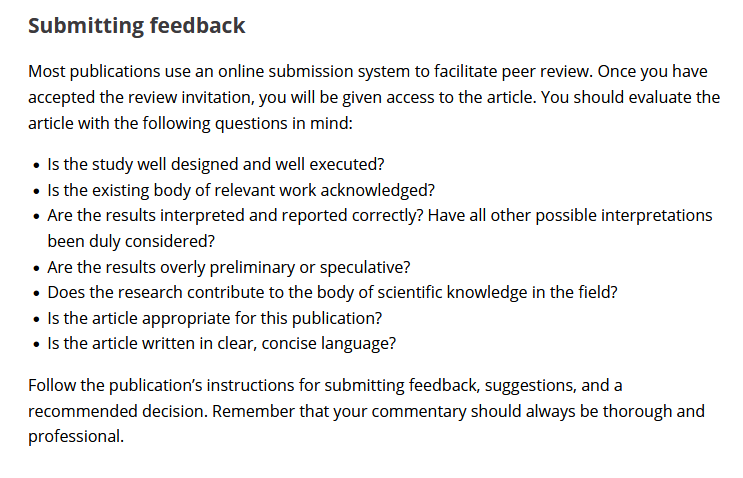 Submitting feedback
Most publications use an online submission system to facilitate peer review. Once you have
accepted the review invitation, you will be given access to the article. You should evaluate the
article with the following questions in mind:
• Is the study well designed and well executed?
• Is the existing body of relevant work acknowledged?
• Are the results interpreted and reported correctly? Have all other possible interpretations
been duly considered?
• Are the results overly preliminary or speculative?
• Does the research contribute to the body of scientific knowledge in the field?
• Is the article appropriate for this publication?
• Is the article written in clear, concise language?
Follow the publication’s instructions for submitting feedback, suggestions, and a
recommended decision. Remember that your commentary should always be thorough and
professional.